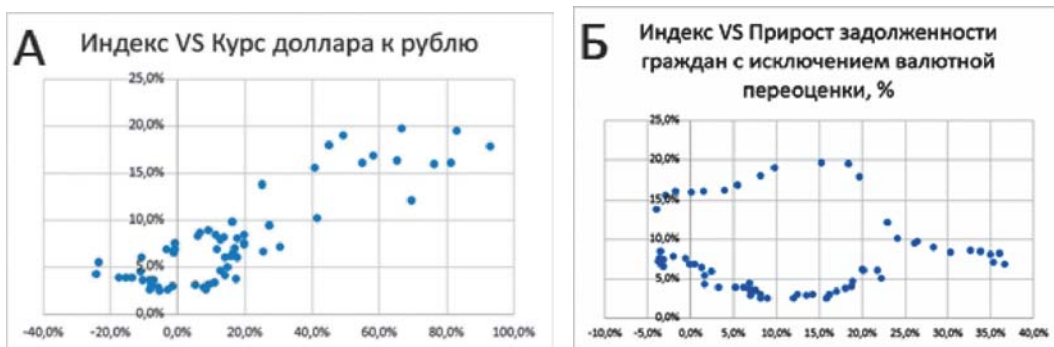 А
Индекс VS Курс доллара к рублю
25,0%
20,0%
15,0%
10,0%
5,0%
0,0%
-40,0% -20,0% 0,0% 20,0% 40,0% 60,0% 80,0% 100,0%
Б
Индекс VS Прирост задолженности
граждан с исключением валютной
переоценки, %
25,0%
20,0%
15,0%
10,0%
5,0%
0,0%
-10,0% -5,0% 0,0% 5,0% 10,0% 15,0% 20,0% 25,0% 30,0% 35,0% 40,0%